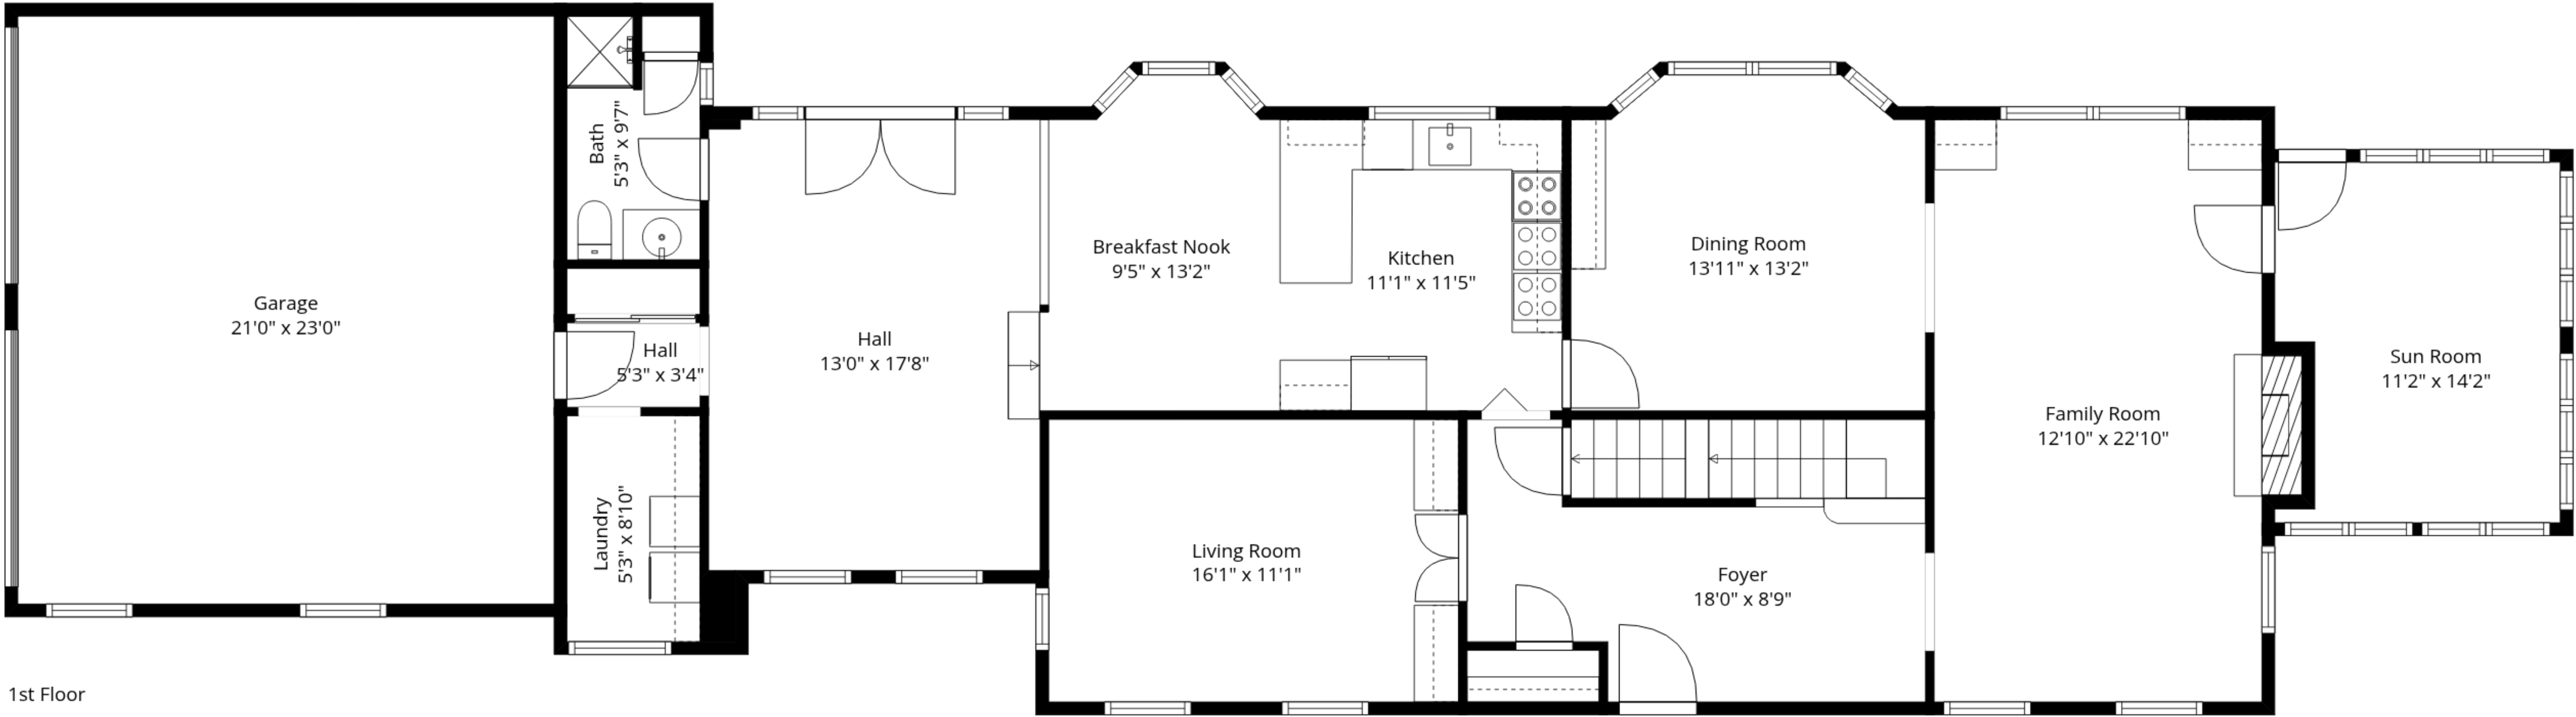 Garage
21'0" x 23'0"
Bath
5'3" x 9'7"
Hall
5'3" x 3'4"
Laundry
5'3" x 8'10"
Hall
13'0" x 17'8"
Breakfast Nook
9'5" x 13'2"
Kitchen
11'1" x 11'5"
Dining Room
13'11" x 13'2"
Living Room
16'1" x 11'1"
Foyer
18'0" x 8'9"
Family Room
12'10" x 22'10"
Sun Room
11'2" x 14'2"
1st Floor